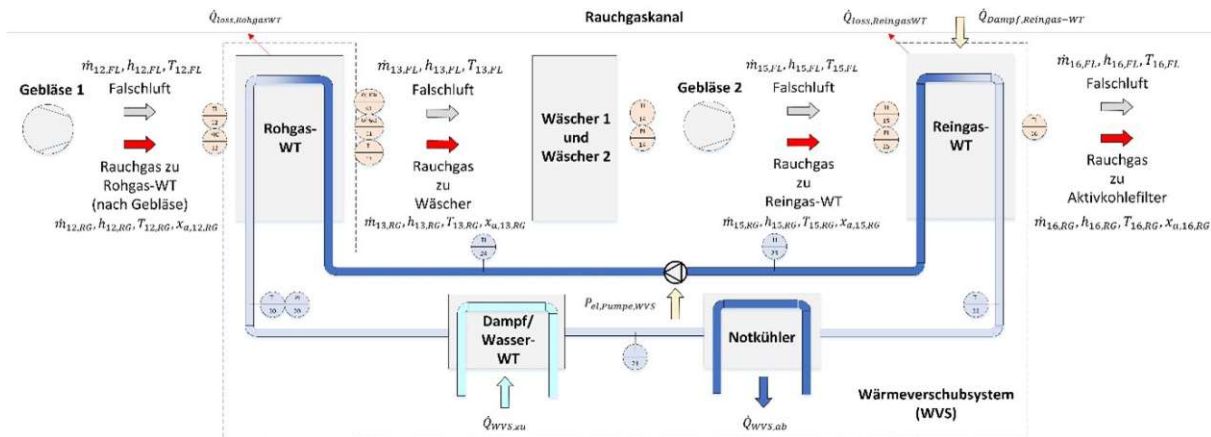 Q̇loss,RohgasWT
Rauchgaskanal
Q̇loss,ReingasWT
Q̇Dampf,Reingas−WT
ṁ12,FL, h12,FL, T12,FL
Falschluft
Gebläse 1
Rauchgas zu
Rohgas-WT
(nach Gebläse)
ṁ12,RG, h12,RG, T12,RG, xa,12,RG
Rohgas-
WT
ṁ13,FL, h13,FL, T13,FL
Falschluft
Rauchgas
zu
Wäscher
ṁ13,RG, h13,RG, T13,RG, xa,13,RG
Wäscher 1
und
Wäscher 2
Gebläse 2
ṁ15,FL, h15,FL, T15,FL
Falschluft
Rauchgas
zu
Reingas-WT
ṁ15,RG, h15,RG, T15,RG, xa,15,RG
Reingas-
WT
ṁ16,FL, h16,FL, T16,FL
Falschluft
Rauchgas
zu
Aktivkohlefilter
ṁ16,RG, h16,RG, T16,RG, xa,16,RG
Pel,Pumpe,WVS
Dampf/
Wasser-
WT
Notkühler
Q̇WVS,zu
Q̇WVS,ab
Wärmeverschubsystem
(WVS)